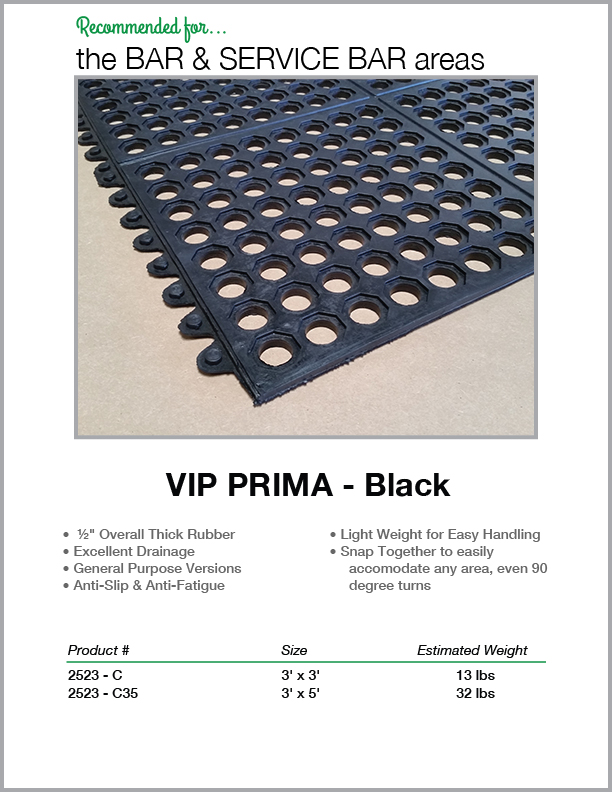 Recommended for...
the BAR & SERVICE BAR areas
VIP PRIMA - Black
• ½" Overall Thick Rubber
• Excellent Drainage
• General Purpose Versions
• Anti-Slip & Anti-Fatigue
• Light Weight for Easy Handling
• Snap Together to easily
accomodate any area, even 90
degree turns
Product # Size Estimated Weight
2523 - C 3' x 3' 13 lbs
2523 - C35 3' x 5' 32 lbs